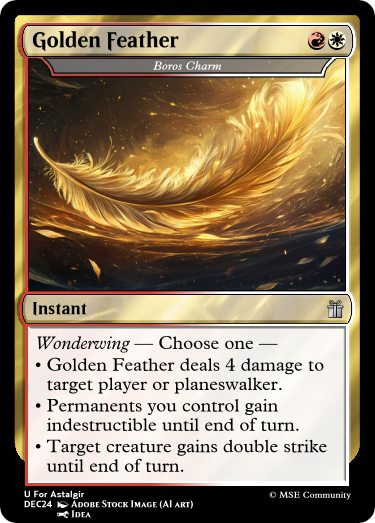 Golden Feather
Boros Charm
Instant
Wonderwing — Choose one —
• Golden Feather deals 4 damage to
target player or planeswalker.
• Permanents you control gain
indestructible until end of turn.
• Target creature gains double strike
until end of turn.
U For Astalgir
DEC24 Adobe Stock Image (AI art)
Idea
© MSE Community